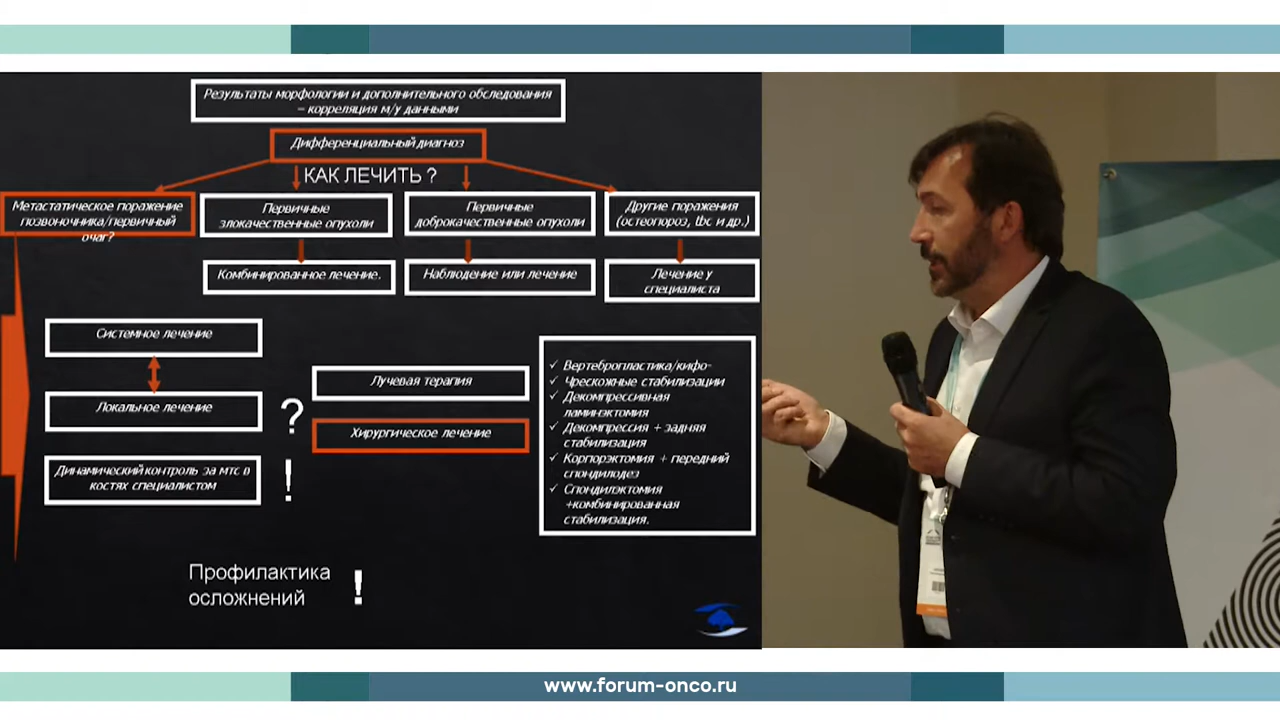 Результаты морфологии и дополнительного обследования
– корреляция м/у данными
Дифференциальный диагноз
КАК ЛЕЧИТЬ ?
Метастатическое поражение
позвоночника/первичный
очаг?
Первичные
злокачественные опухоли
Первичные
доброкачественные опухоли
Другие поражения
(остеопороз, tbc и др.)
Комбинированное лечение.
Наблюдение или лечение
Лечение у
специалиста
Системное лечение
Локальное лечение
?
Динамический контроль за мтс в
костях специалистом
!
Лучевая терапия
Хирургическое лечение
✓ Вертебропластика/кифо-
✓ Чрескожные стабилизации
✓ Декомпрессивная
ламинэктомия
✓ Декомпрессия + задняя
стабилизация
✓ Корпорэктомия + передний
спондилодез
✓ Спондилэктомия
+комбинированная
стабилизация.
Профилактика
осложнений !
www.forum-onco.ru